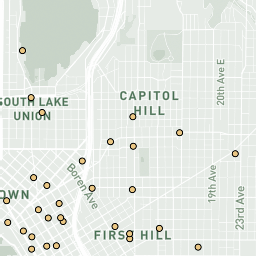 20th Ave E
CAPITOL
HILL
SOUTH LAKE
UNION
Boren Ave
19th Ave
23rd Ave
OWN
FIRST HILL